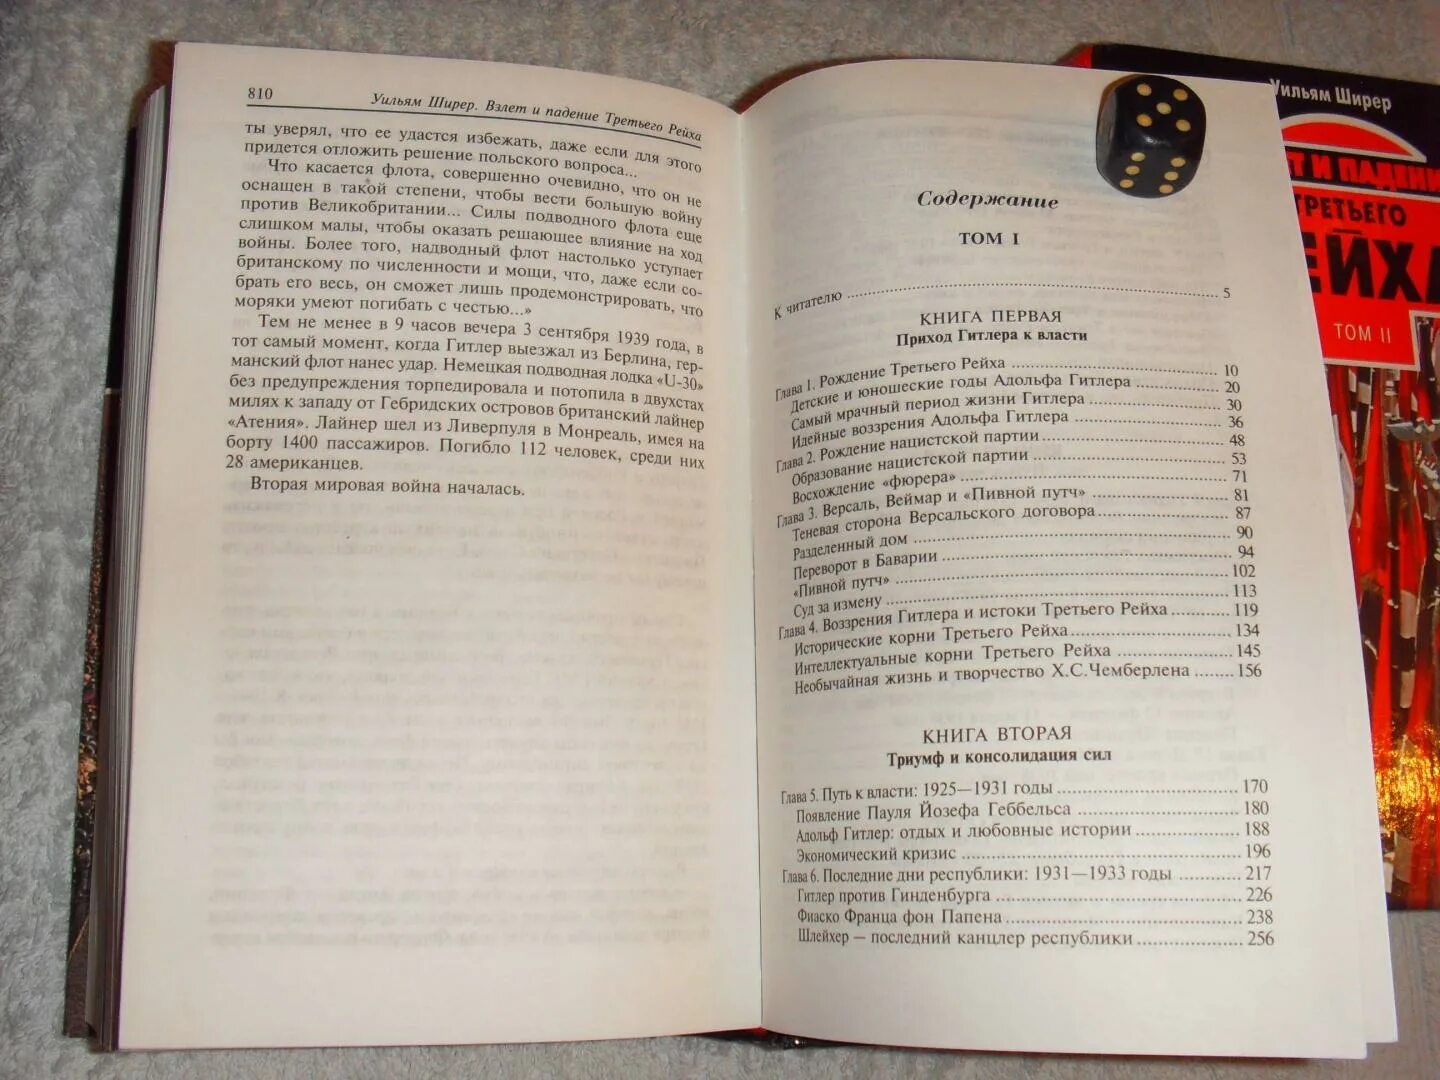 810
Уильям Ширер. Взлет и падение Третьего Рейха
ты уверял, что ее удастся избежать, даже если для этого
придется отложить решение польского вопроса...
Что касается флота, совершенно очевидно, что он не
оснащен в такой степени, чтобы вести большую войну
против Великобритании... Силы подводного флота еще
слишком малы, чтобы оказать решающее влияние на ход
войны. Более того, надводный флот настолько уступает
британскому по численности и мощи, что, даже если со-
брать его весь, он сможет лишь продемонстрировать, что
моряки умеют погибать с честью...»
Тем не менее в 9 часов вечера 3 сентября 1939 года, в
тот самый момент, когда Гитлер выезжал из Берлина, гер-
манский флот нанес удар. Немецкая подводная лодка «U-30»
без предупреждения торпедировала и потопила в двухстах
милях к западу от Гебридских островов британский лайнер
«Атения». Лайнер шел из Ливерпуля в Монреаль, имея на
борту 1400 пассажиров. Погибло 112 человек, среди них
28 американцев.
Вторая мировая война началась.
Содержание
ТОМ I
К читателю 5
КНИГА ПЕРВАЯ
Приход Гитлера к власти
Глава 1. Рождение Третьего Рейха 10
Детские и юношеские годы Адольфа Гитлера 20
Самый мрачный период жизни Гитлера 30
Идейные воззрения Адольфа Гитлера 36
Глава 2. Рождение нацистской партии 48
Образование нацистской партии 53
Восхождение «фюрера» 71
Глава 3. Версаль, Веймар и «Пивной путч» 81
Теневая сторона Версальского договора 87
Разделенный дом 90
Переворот в Баварии 94
«Пивной путч» 102
Суд за измену 113
Глава 4. Воззрения Гитлера и истоки Третьего Рейха 119
Исторические корни Третьего Рейха 134
Интеллектуальные корни Третьего Рейха 145
Необычайная жизнь и творчество Х.С.Чемберлена 156
КНИГА ВТОРАЯ
Триумф и консолидация сил
Глава 5. Путь к власти: 1925—1931 годы 170
Появление Пауля Йозефа Геббельса 180
Адольф Гитлер: отдых и любовные истории 188
Экономический кризис 196
Глава 6. Последние дни республики: 1931—1933 годы 217
Гитлер против Гинденбурга 226
Фиаско Франца фон Папена 238
Шлейхер — последний канцлер республики 256
Уильям Ширер
ЕТ И ПАДЕНИ
ТРЕТЬЕГО
ЕЙХА
ТОМ II